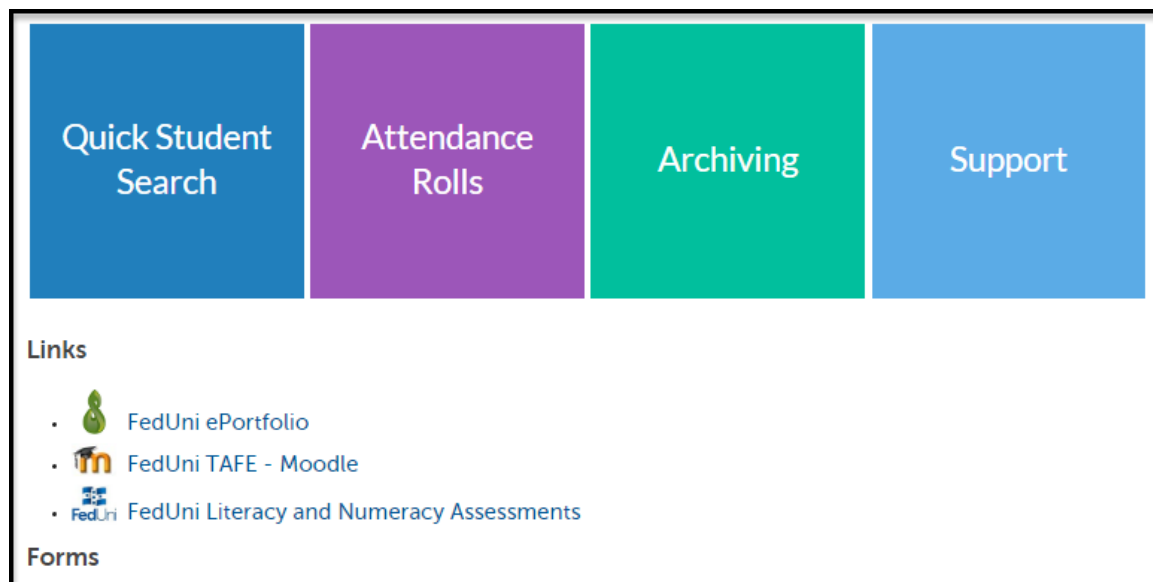 Quick Student
Search
Attendance
Rolls
Archiving
Support
Links
FedUni ePortfolio
FedUni TAFE - Moodle
FedUni FedUni Literacy and Numeracy Assessments
Forms